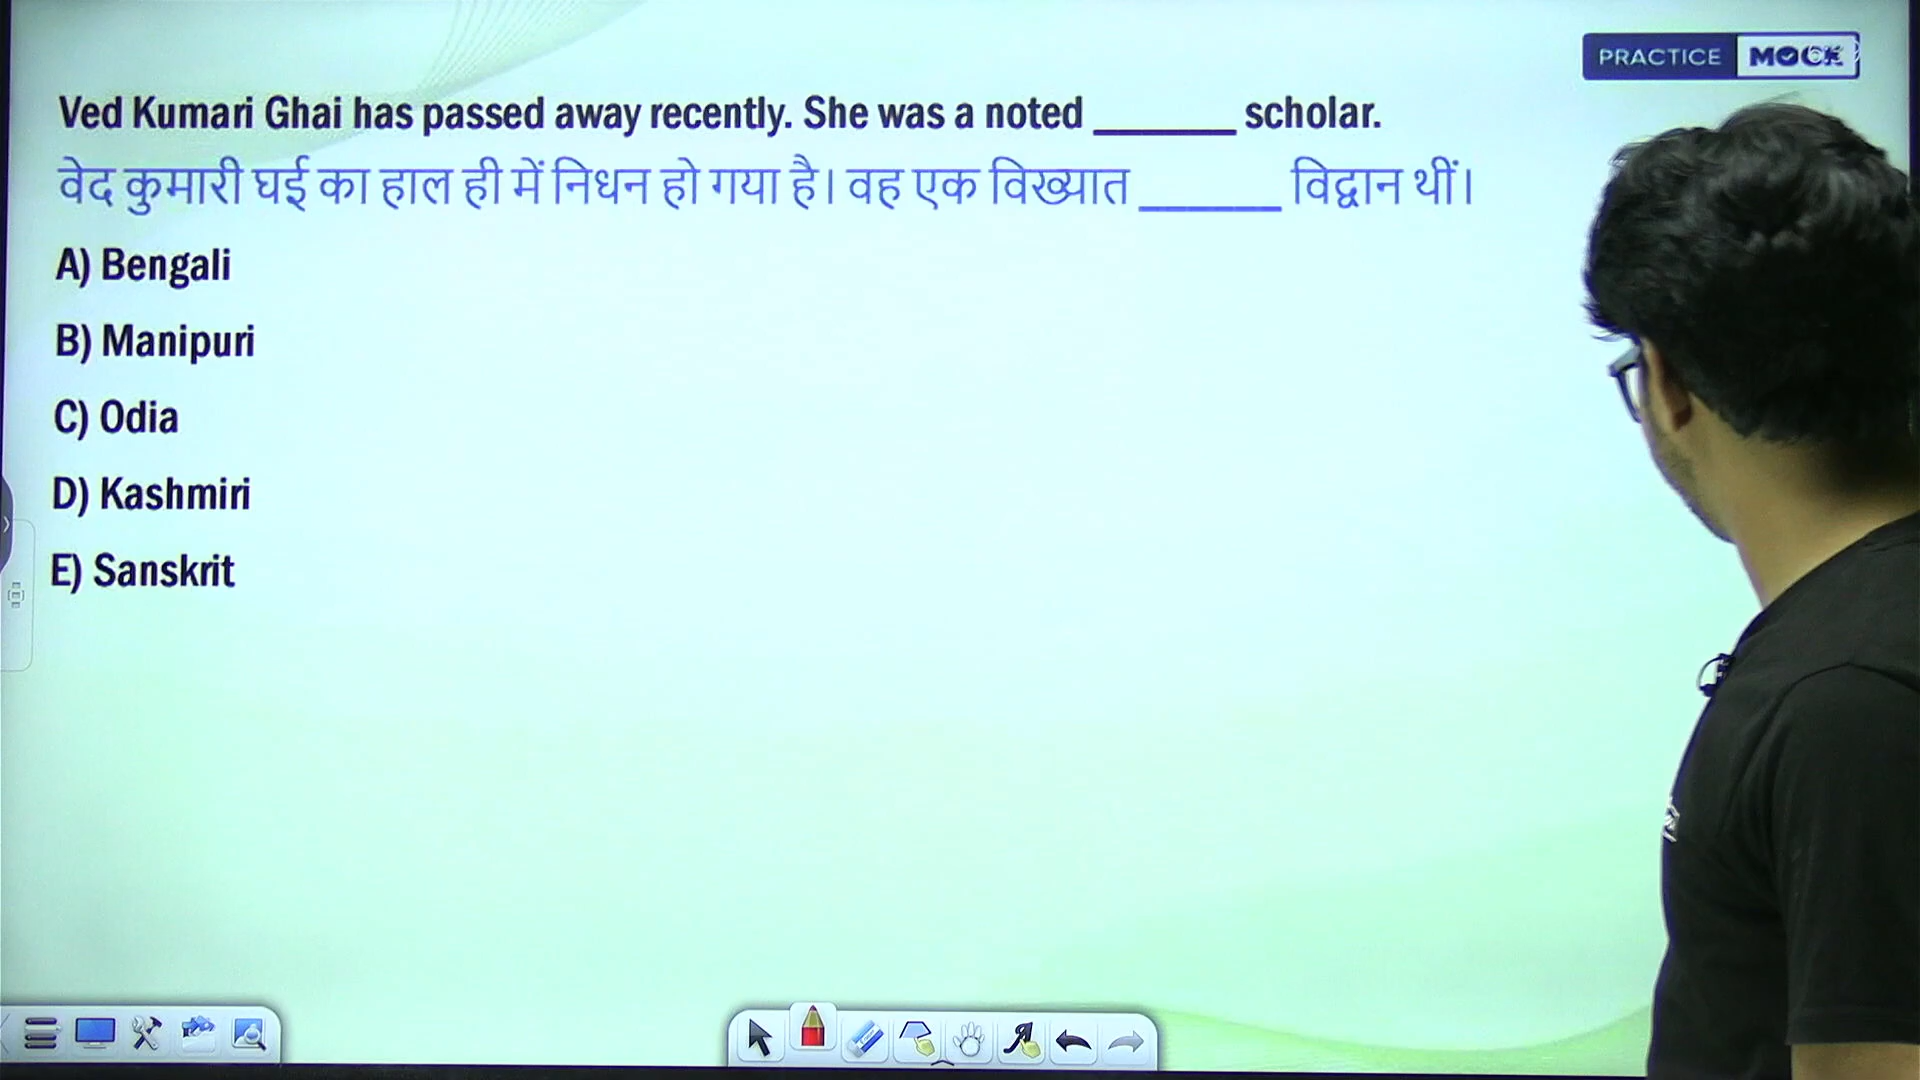 PRACTICE MOCK
Ved Kumari Ghai has passed away recently. She was a noted ______ scholar.
वेद कुमारी घई का हाल ही में निधन हो गया है। वह एक विख्यात ______ विद्वान थीं।
A) Bengali
B) Manipuri
C) Odia
D) Kashmiri
E) Sanskrit